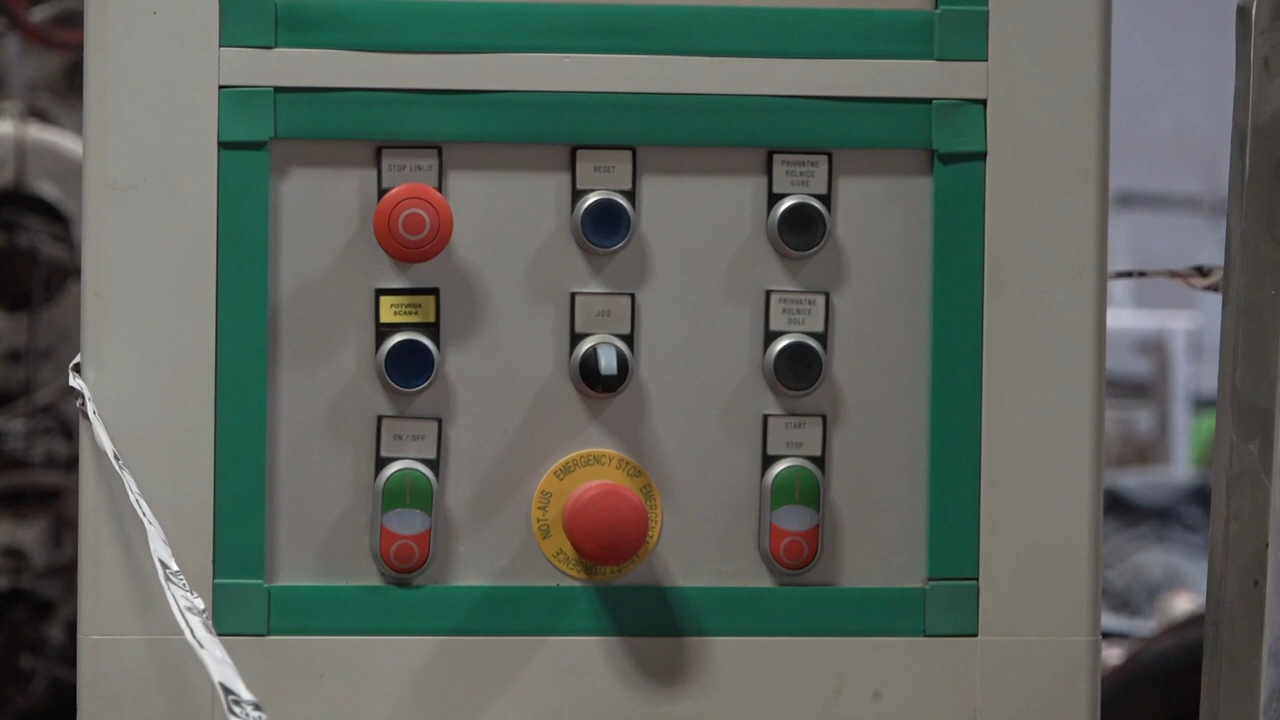 STOP LINIJE
RESET
PRIHVATNE
ROLNICE
GORE
POTVRDA
SCAN-A
JOG
PRIHVATNE
ROLNICE
DOLE
ON / OFF
EMERGENCY STOP
NOT-AUS
START
STOP